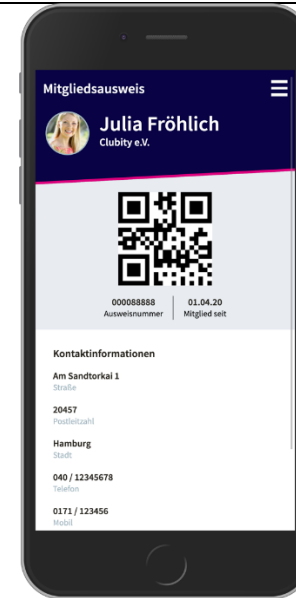 Mitgliedsausweis
Julia Fröhlich
Clubity e.V.
000088888 01.04.20
Ausweisnummer Mitglied seit
Kontaktinformationen
Am Sandtorkai 1
Straße
20457
Postleitzahl
Hamburg
Stadt
040 / 12345678
Telefon
0171 / 123456
Mobil